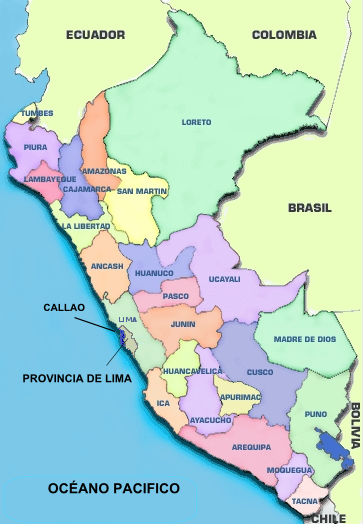 ECUADOR
COLOMBIA
TUMBES
LORETO
PIURA
AMAZONAS
LAMBAYEQUE
CAJAMARCA
SAN MARTIN
BRASIL
LA LIBERTAD
ANCASH
HUANUCO
UCAYALI
PASCO
CALLAO
LIMA
JUNIN
MADRE DE DIOS
PROVINCIA DE LIMA
HUANCAVELICA
CUSCO
ICA
APURIMAC
PUNO
BOLIVIA
AYACUCHO
AREQUIPA
MOQUEGUA
OCÉANO PACIFICO
TACNA
CHILE